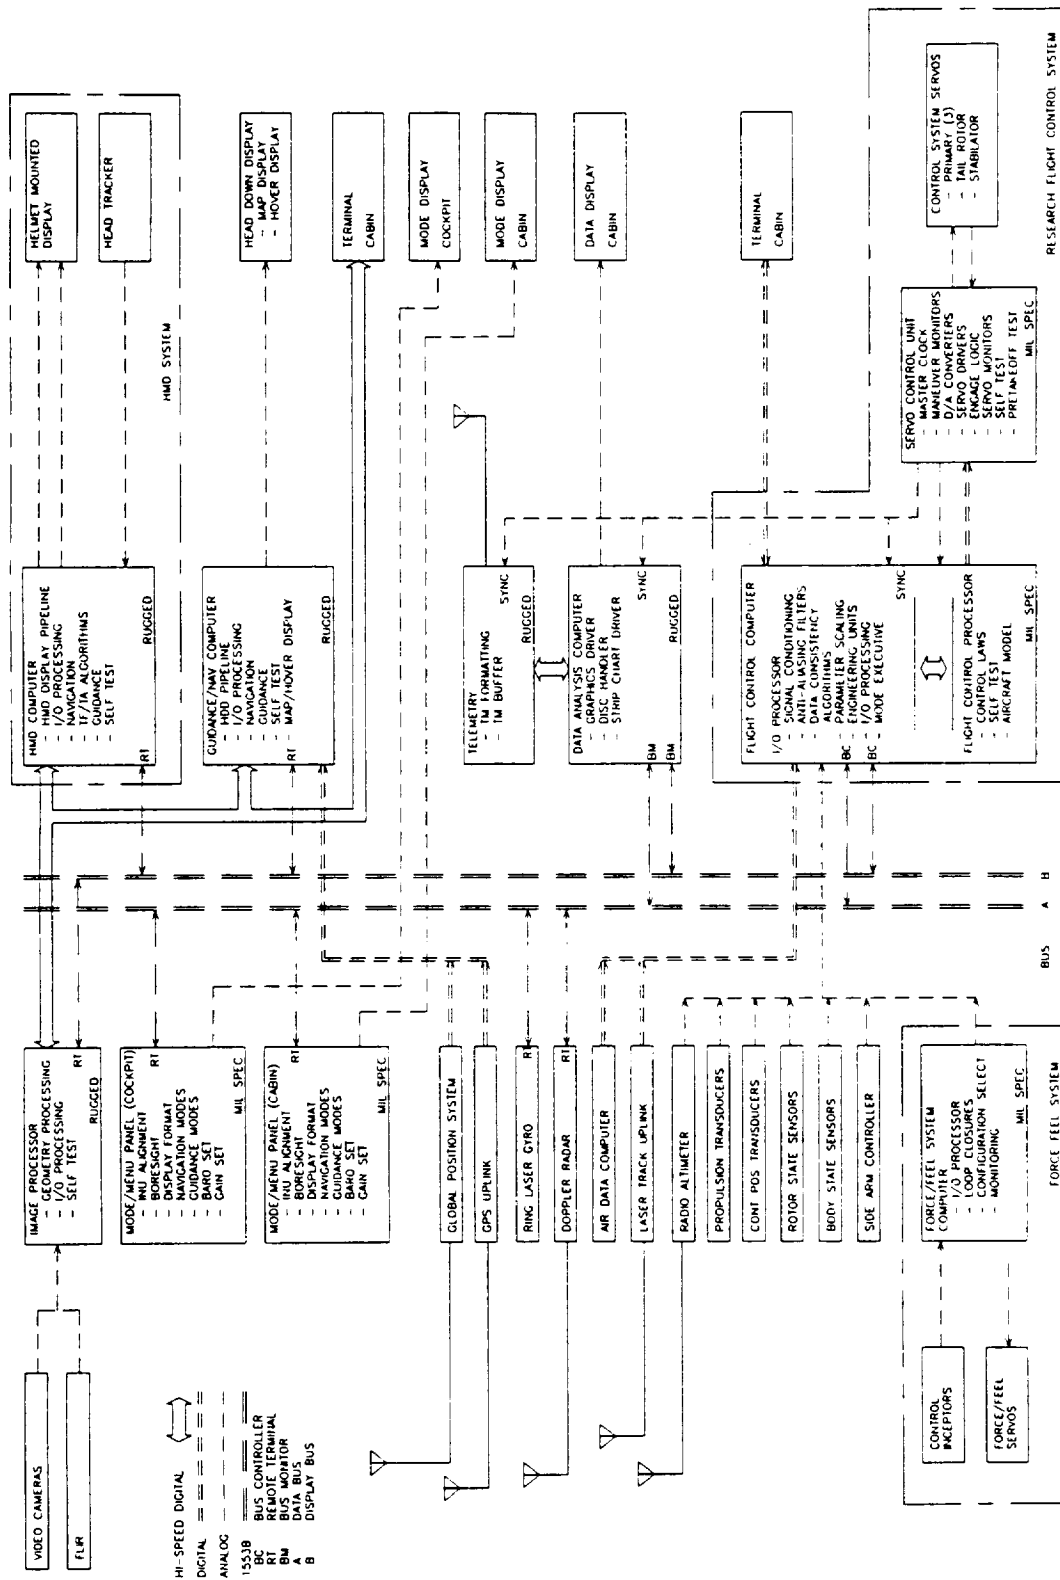 VIDEO CAMERAS
FLIR
HI-SPEED DIGITAL
DIGITAL
ANALOG
1553B
BC BUS CONTROLLER
RT REMOTE TERMINAL
BM BUS MONITOR
A DATA BUS
B DISPLAY BUS
IMAGE PROCESSOR
- GEOMETRY PROCESSING
- I/O PROCESSING
- SELF TEST
RT
RUGGED
MODE/MENU PANEL (COCKPIT)
- INU ALIGNMENT
- BORESIGHT
- DISPLAY FORMAT
- NAVIGATION MODES
- GUIDANCE MODES
- BARO SET
- GAIN SET
RT
MIL SPEC
MODE/MENU PANEL (CABIN)
- INU ALIGNMENT
- BORESIGHT
- DISPLAY FORMAT
- NAVIGATION MODES
- GUIDANCE MODES
- BARO SET
- GAIN SET
RT
MIL SPEC
GLOBAL POSITION SYSTEM
GPS UPLINK
RING LASER GYRO RT
DOPPLER RADAR RT
AIR DATA COMPUTER
LASER TRACK UPLINK
RADIO ALTIMETER
PROPULSION TRANSDUCERS
CONT POS TRANSDUCERS
ROTOR STATE SENSORS
BODY STATE SENSORS
SIDE ARM CONTROLLER
CONTROL
INCEPTORS
FORCE/FEEL
SERVOS
FORCE/FEEL SYSTEM
COMPUTER
- I/O PROCESSOR
- LOOP CLOSURES
- CONFIGURATION SELECT
- MONITORING
MIL SPEC
FORCE FEEL SYSTEM
BUS A B
HMD COMPUTER
- HMD DISPLAY PIPELINE
- I/O PROCESSING
- NAVIGATION
- TF/TA ALGORITHMS
- GUIDANCE
- SELF TEST
RT
RUGGED
HELMET MOUNTED
DISPLAY
HEAD TRACKER
HMD SYSTEM
GUIDANCE/NAV COMPUTER
- HDD PIPELINE
- I/O PROCESSING
- NAVIGATION
- GUIDANCE
- SELF TEST
- MAP/HOVER DISPLAY
RT
RUGGED
HEAD DOWN DISPLAY
- MAP DISPLAY
- HOVER DISPLAY
TERMINAL
CABIN
MODE DISPLAY
COCKPIT
MODE DISPLAY
CABIN
DATA DISPLAY
CABIN
TELEMETRY
- TM FORMATTING
- TM BUFFER
SYNC
RUGGED
DATA ANALYSIS COMPUTER
- GRAPHICS DRIVER
- DISC HANDLER
- STRIP CHART DRIVER
SYNC
BM
BM
RUGGED
TERMINAL
CABIN
FLIGHT CONTROL COMPUTER
I/O PROCESSOR
- SIGNAL CONDITIONING
- ANTI-ALIASING FILTERS
- DATA CONSISTENCY
ALGORITHMS
- PARAMETER SCALING
BC - ENGINEERING UNITS
- I/O PROCESSING
BC - MODE EXECUTIVE
SYNC
FLIGHT CONTROL PROCESSOR
- CONTROL LAWS
- SELF TEST
- AIRCRAFT MODEL
MIL SPEC
SERVO CONTROL UNIT
- MASTER CLOCK
- MANEUVER MONITORS
- D/A CONVERTERS
- SERVO DRIVERS
- ENGAGE LOGIC
- SERVO MONITORS
- SELF TEST
- PRETAKEOFF TEST
MIL SPEC
CONTROL SYSTEM SERVOS
- PRIMARY (3)
- TAIL ROTOR
- STABILATOR
RESEARCH FLIGHT CONTROL SYSTEM